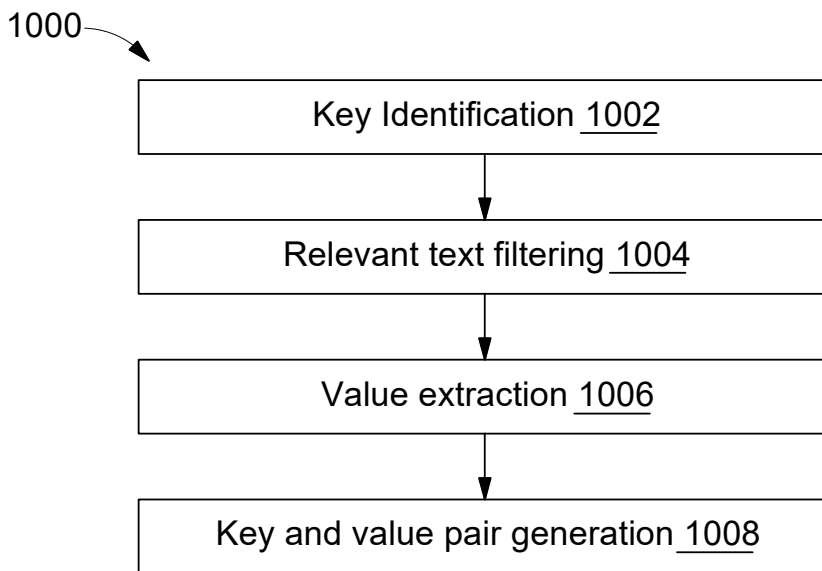 1000
Key Identification 1002
Relevant text filtering 1004
Value extraction 1006
Key and value pair generation 1008